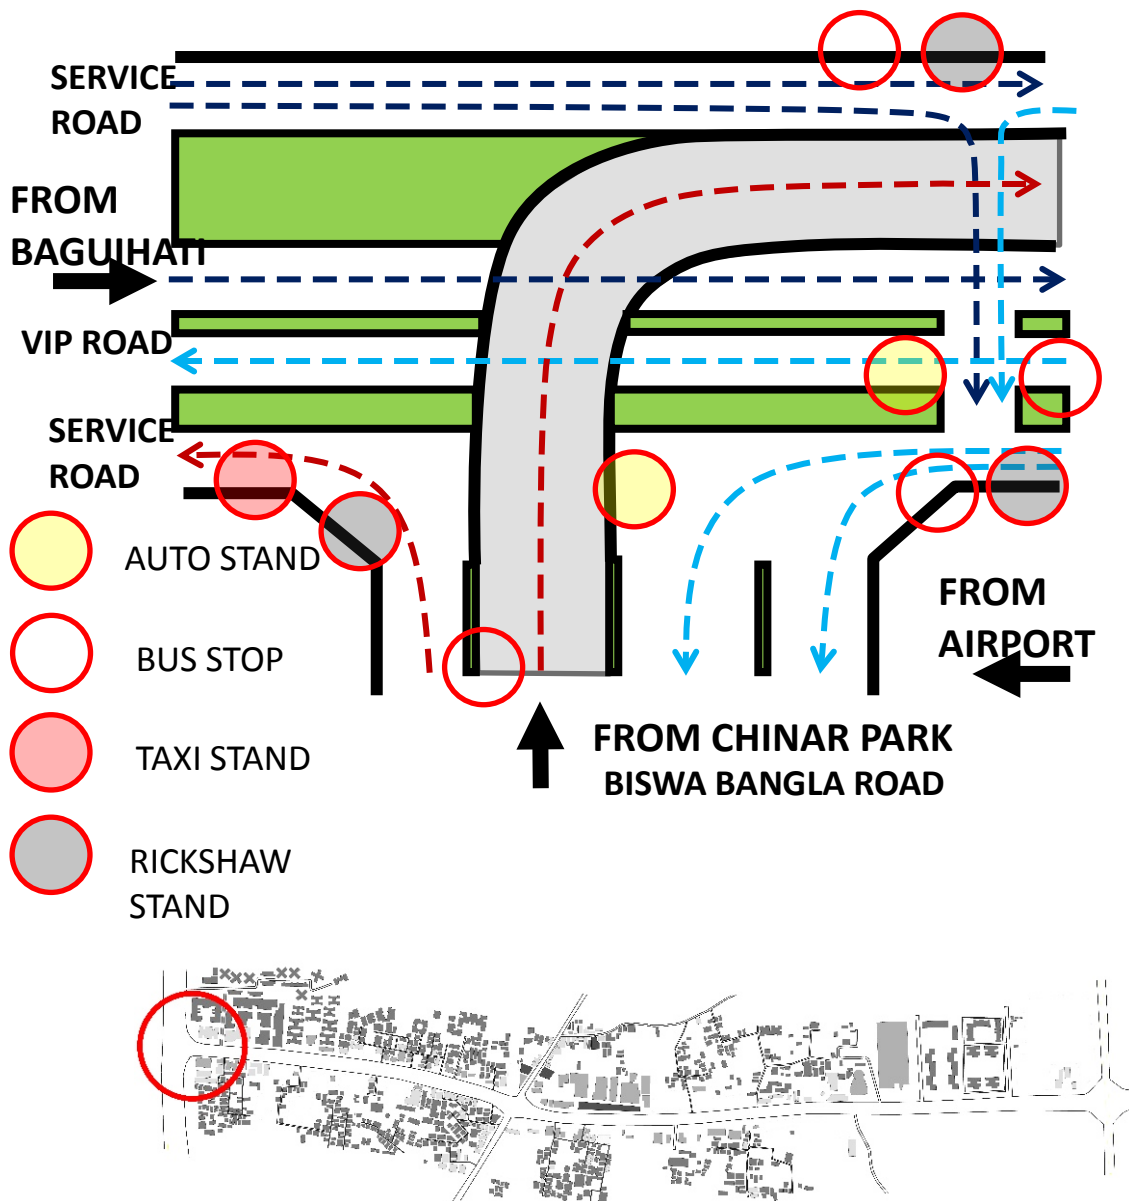 SERVICE
ROAD
FROM
BAGUIHATI
VIP ROAD
SERVICE
ROAD
AUTO STAND
BUS STOP
TAXI STAND
RICKSHAW
STAND
FROM
AIRPORT
FROM CHINAR PARK
BISWA BANGLA ROAD